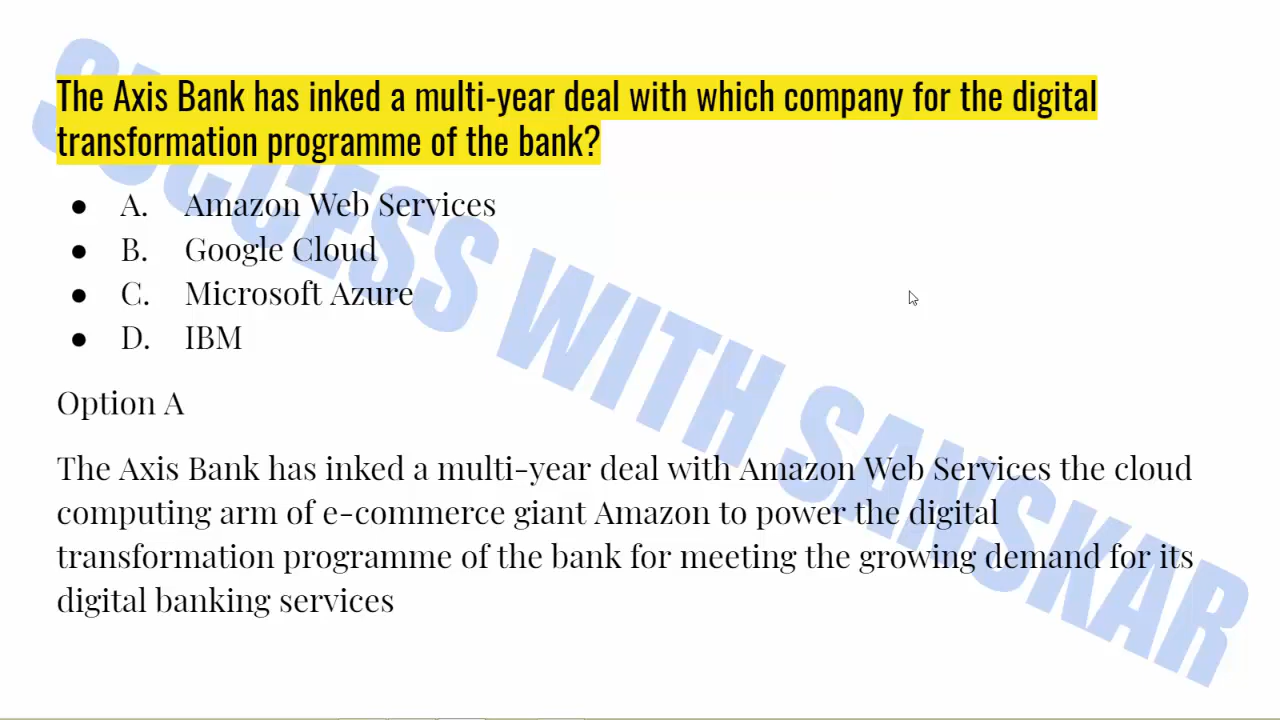 The Axis Bank has inked a multi-year deal with which company for the digital
transformation programme of the bank?
● A. Amazon Web Services
● B. Google Cloud
● C. Microsoft Azure
● D. IBM
Option A
The Axis Bank has inked a multi-year deal with Amazon Web Services the cloud
computing arm of e-commerce giant Amazon to power the digital
transformation programme of the bank for meeting the growing demand for its
digital banking services
SUCCESS WITH SANSKAR